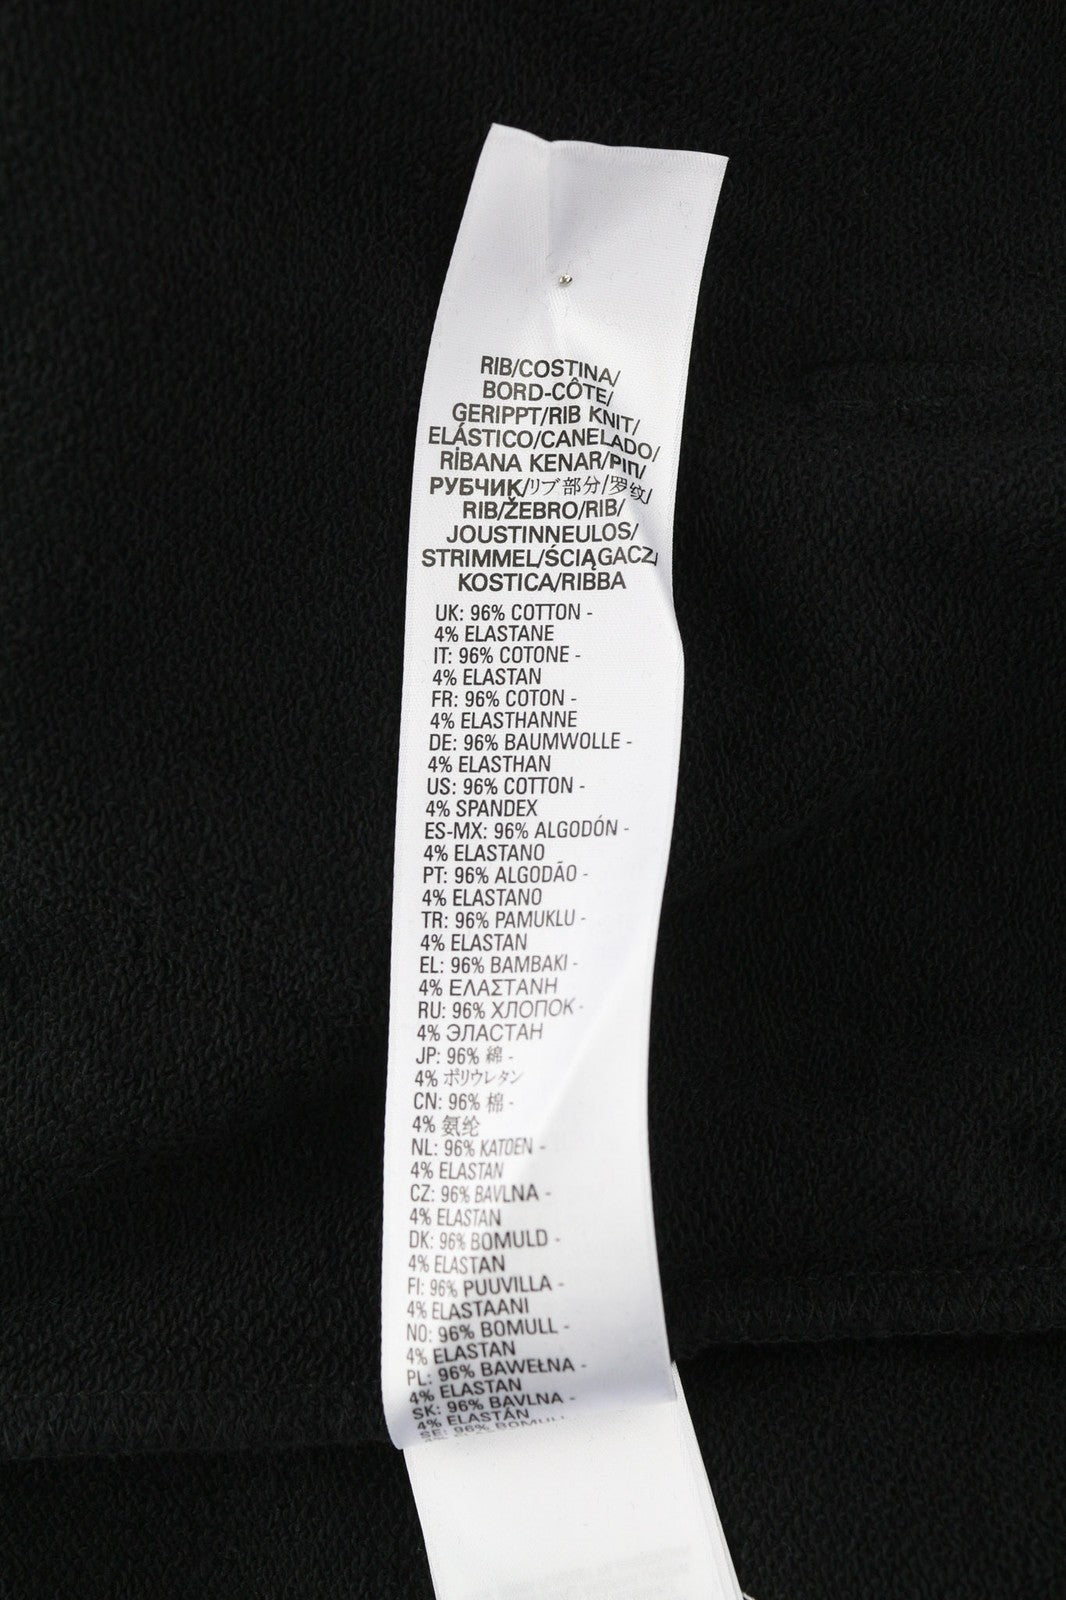 RIB/COSTINA/
BORD-CÔTE/
GERIPPT/RIB KNIT/
ELÁSTICO/CANELADO/
RİBANA KENAR/ΡΙΠ/
РУБЧИК/リブ部分/罗纹/
RIB/ŽEBRO/RIB/
JOUSTINNEULOS/
STRIMMEL/ŚCIĄGACZ/
KOSTICA/RIBBA
UK: 96% COTTON -
4% ELASTANE
IT: 96% COTONE -
4% ELASTAN
FR: 96% COTON -
4% ELASTHANNE
DE: 96% BAUMWOLLE -
4% ELASTHAN
US: 96% COTTON -
4% SPANDEX
ES-MX: 96% ALGODÓN -
4% ELASTANO
PT: 96% ALGODÃO -
4% ELASTANO
TR: 96% PAMUKLU -
4% ELASTAN
EL: 96% ΒΑΜΒΑΚΙ -
4% ΕΛΑΣΤΑΝΗ
RU: 96% ХЛОПОК -
4% ЭЛАСТАН
JP: 96% 綿 -
4% ポリウレタン
CN: 96% 棉 -
4% 氨纶
NL: 96% KATOEN -
4% ELASTAN
CZ: 96% BAVLNA -
4% ELASTAN
DK: 96% BOMULD -
4% ELASTAN
FI: 96% PUUVILLA -
4% ELASTAANI
NO: 96% BOMULL -
4% ELASTAN
PL: 96% BAWEŁNA -
4% ELASTAN
SK: 96% BAVLNA -
4% ELASTÁN
SE: 96% BOMULL -